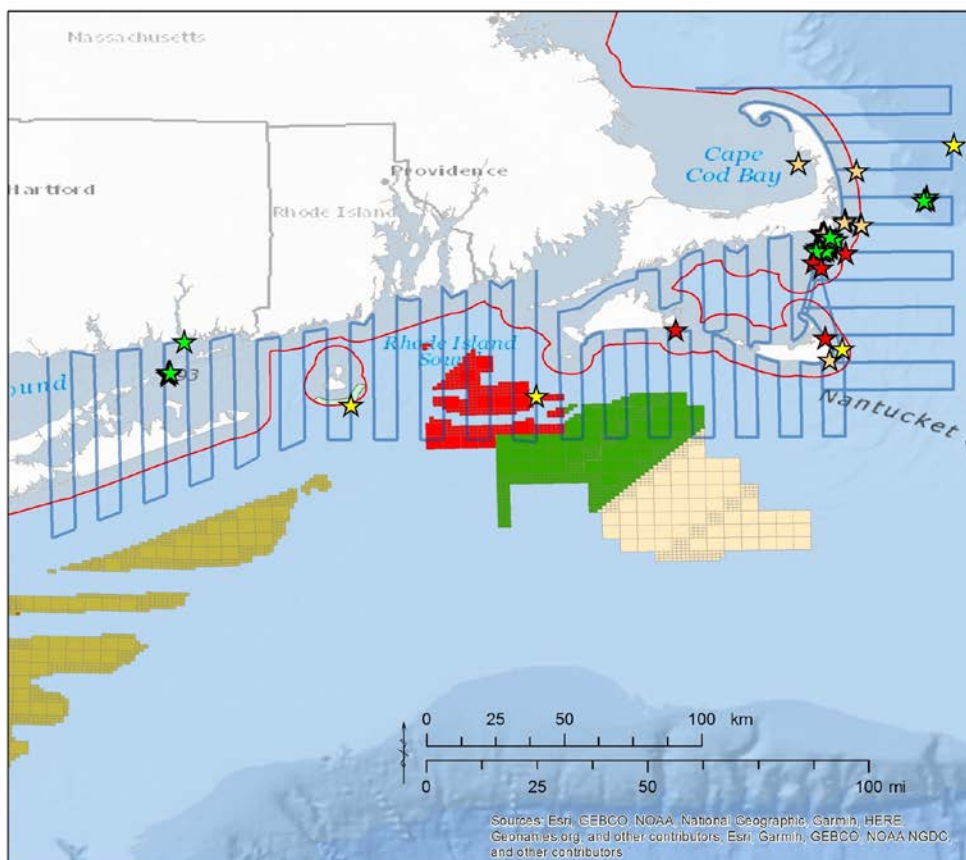 Massachusetts
Cape
Cod Bay
Providence
Hartford
Rhode Island
Rhode Island
Sound
ound
Nantucket
0 25 50 100 km
0 25 50 100 mi
Sources: Esri, GEBCO, NOAA, National Geographic, Garmin, HERE,
Geonames.org, and other contributors, Esri, Garmin, GEBCO, NOAA NGDC,
and other contributors